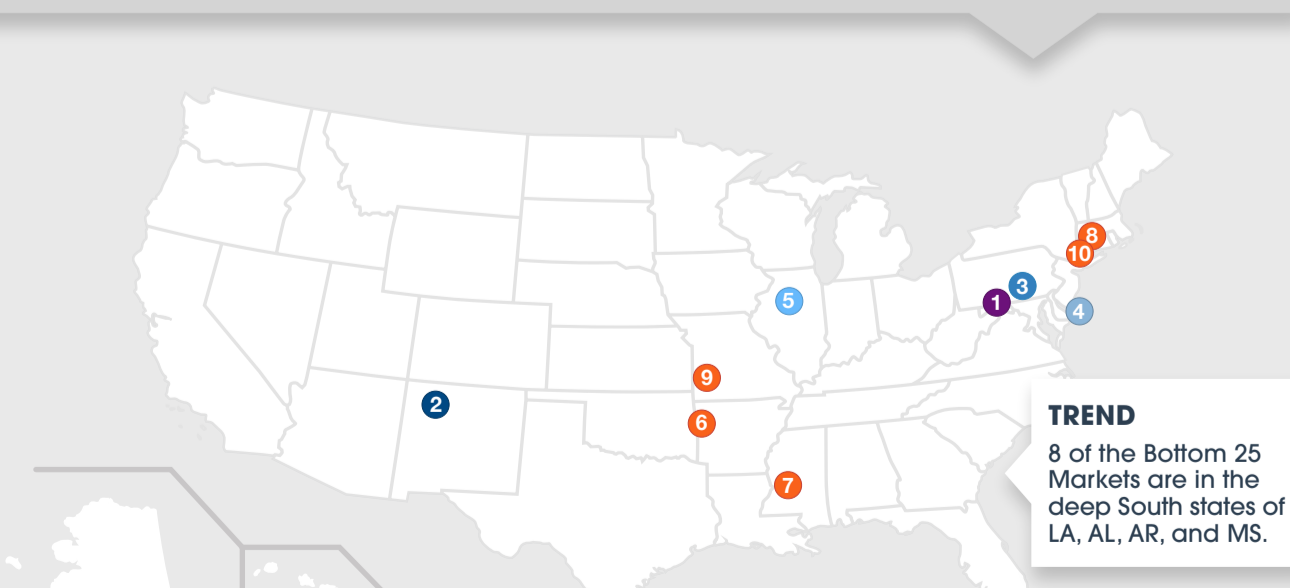 8
10
3
5
1
4
9
2
6
7
TREND
8 of the Bottom 25
Markets are in the
deep South states of
LA, AL, AR, and MS.